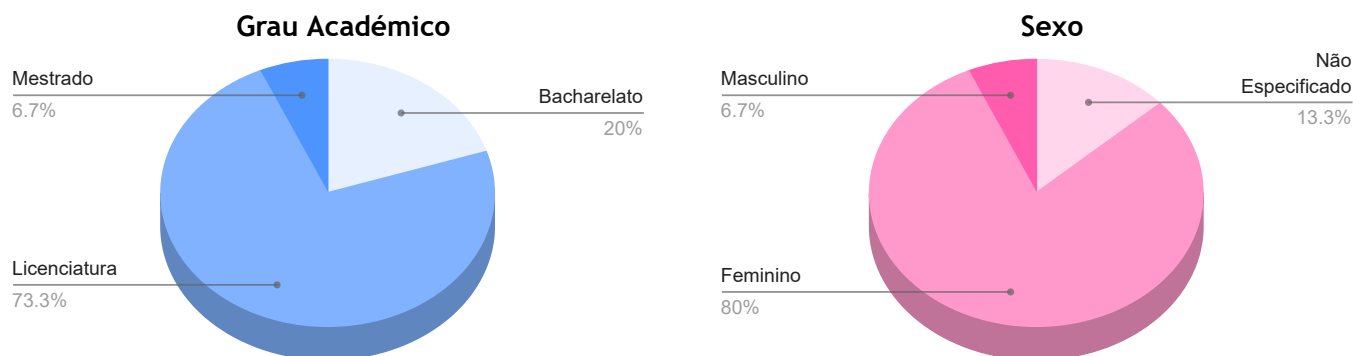 Grau Académico
Mestrado
6.7%
Bacharelato
20%
Licenciatura
73.3%
Sexo
Masculino
6.7%
Não
Especificado
13.3%
Feminino
80%